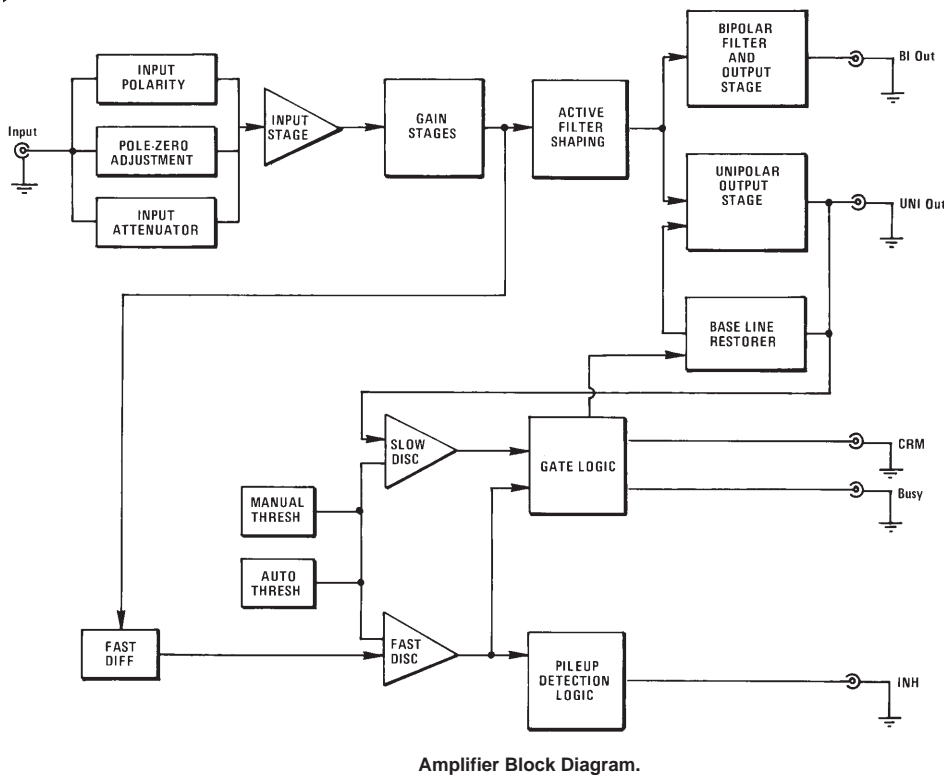 INPUT
POLARITY
Input
POLE-ZERO
ADJUSTMENT
INPUT
ATTENUATOR
INPUT
STAGE
GAIN
STAGES
ACTIVE
FILTER
SHAPING
BIPOLAR
FILTER
AND
OUTPUT
STAGE
BI Out
UNIPOLAR
OUTPUT
STAGE
UNI Out
BASE LINE
RESTORER
SLOW
DISC
GATE LOGIC
CRM
Busy
MANUAL
THRESH
AUTO
THRESH
FAST
DIFF
FAST
DISC
PILEUP
DETECTION
LOGIC
INH
Amplifier Block Diagram.